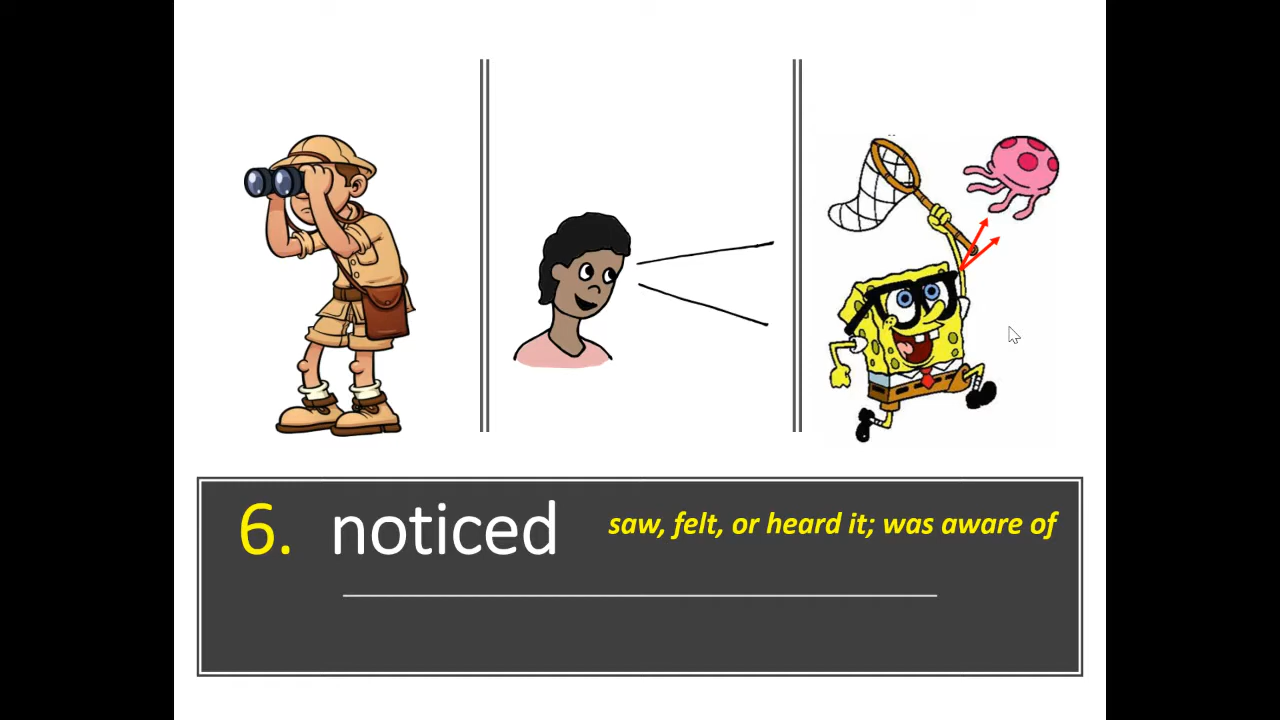 6. noticed saw, felt, or heard it; was aware of